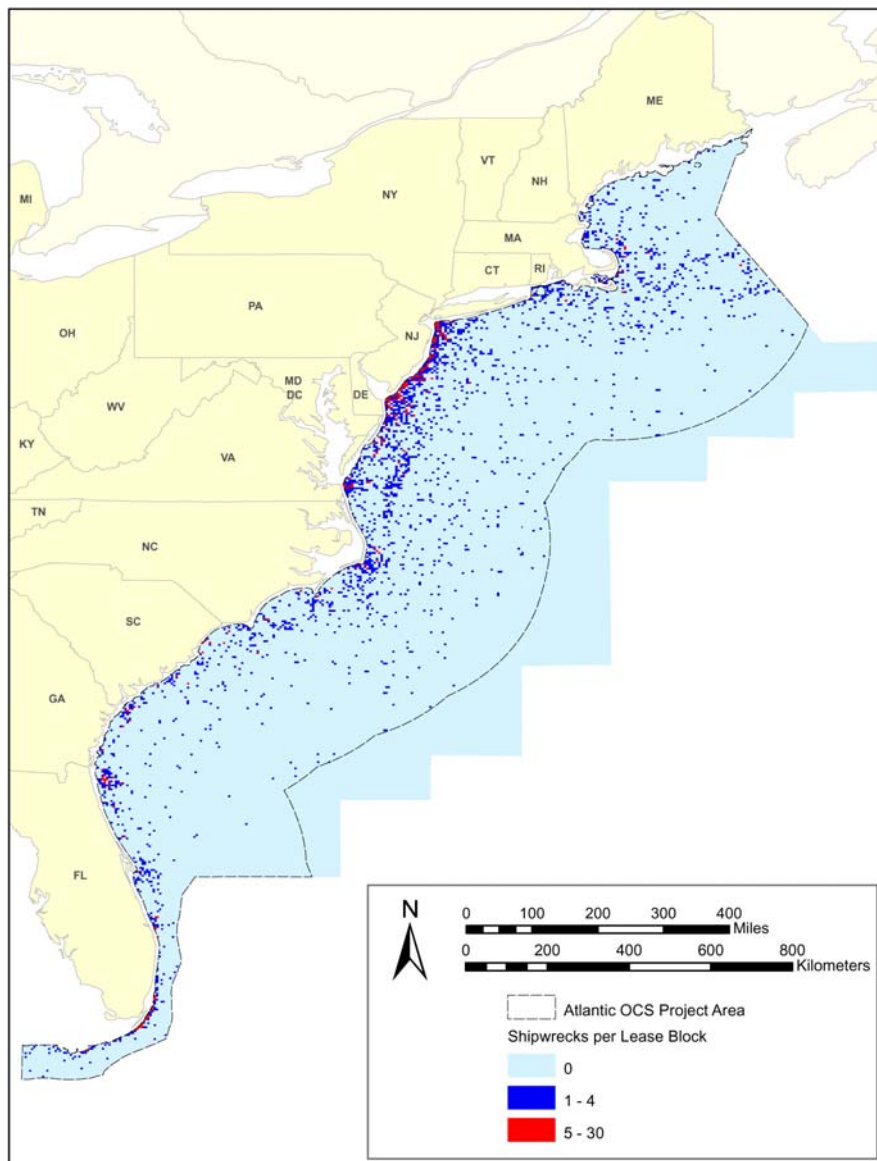 ME
VT
NH
MI
NY
MA
CT
RI
PA
OH
NJ
MD
DC
DE
WV
KY
VA
TN
NC
SC
GA
FL
N
0 100 200 300 400
Miles
0 200 400 600 800
Kilometers
Atlantic OCS Project Area
Shipwrecks per Lease Block
0
1 - 4
5 - 30